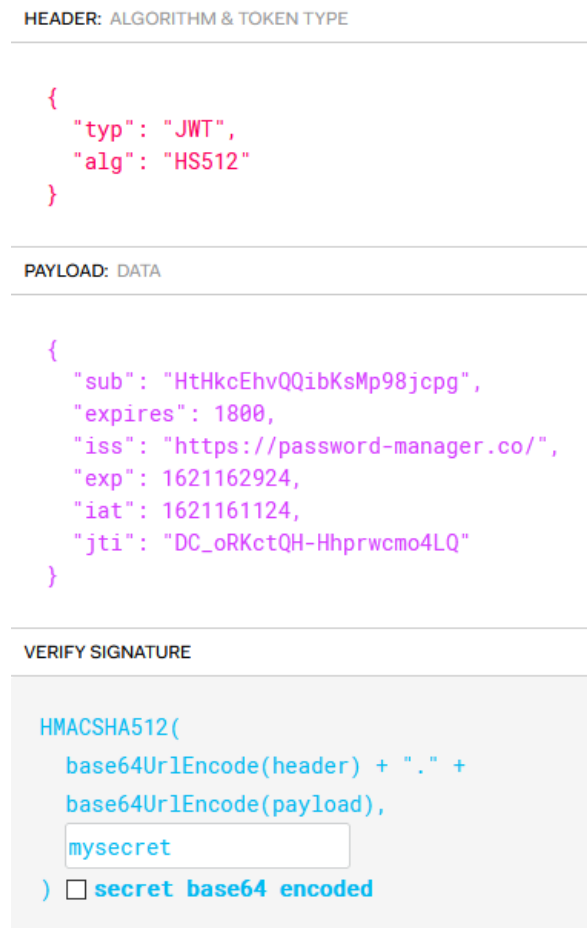 HEADER: ALGORITHM & TOKEN TYPE
{
"typ": "JWT",
"alg": "HS512"
}
PAYLOAD: DATA
{
"sub": "HtHkcEhvQQibKsMp98jcpg",
"expires": 1800,
"iss": "https://password-manager.co/",
"exp": 1621162924,
"iat": 1621161124,
"jti": "DC_oRKctQH-Hhprwcmo4LQ"
}
VERIFY SIGNATURE
HMACSHA512(
base64UrlEncode(header) + "." +
base64UrlEncode(payload),
mysecret
) secret base64 encoded